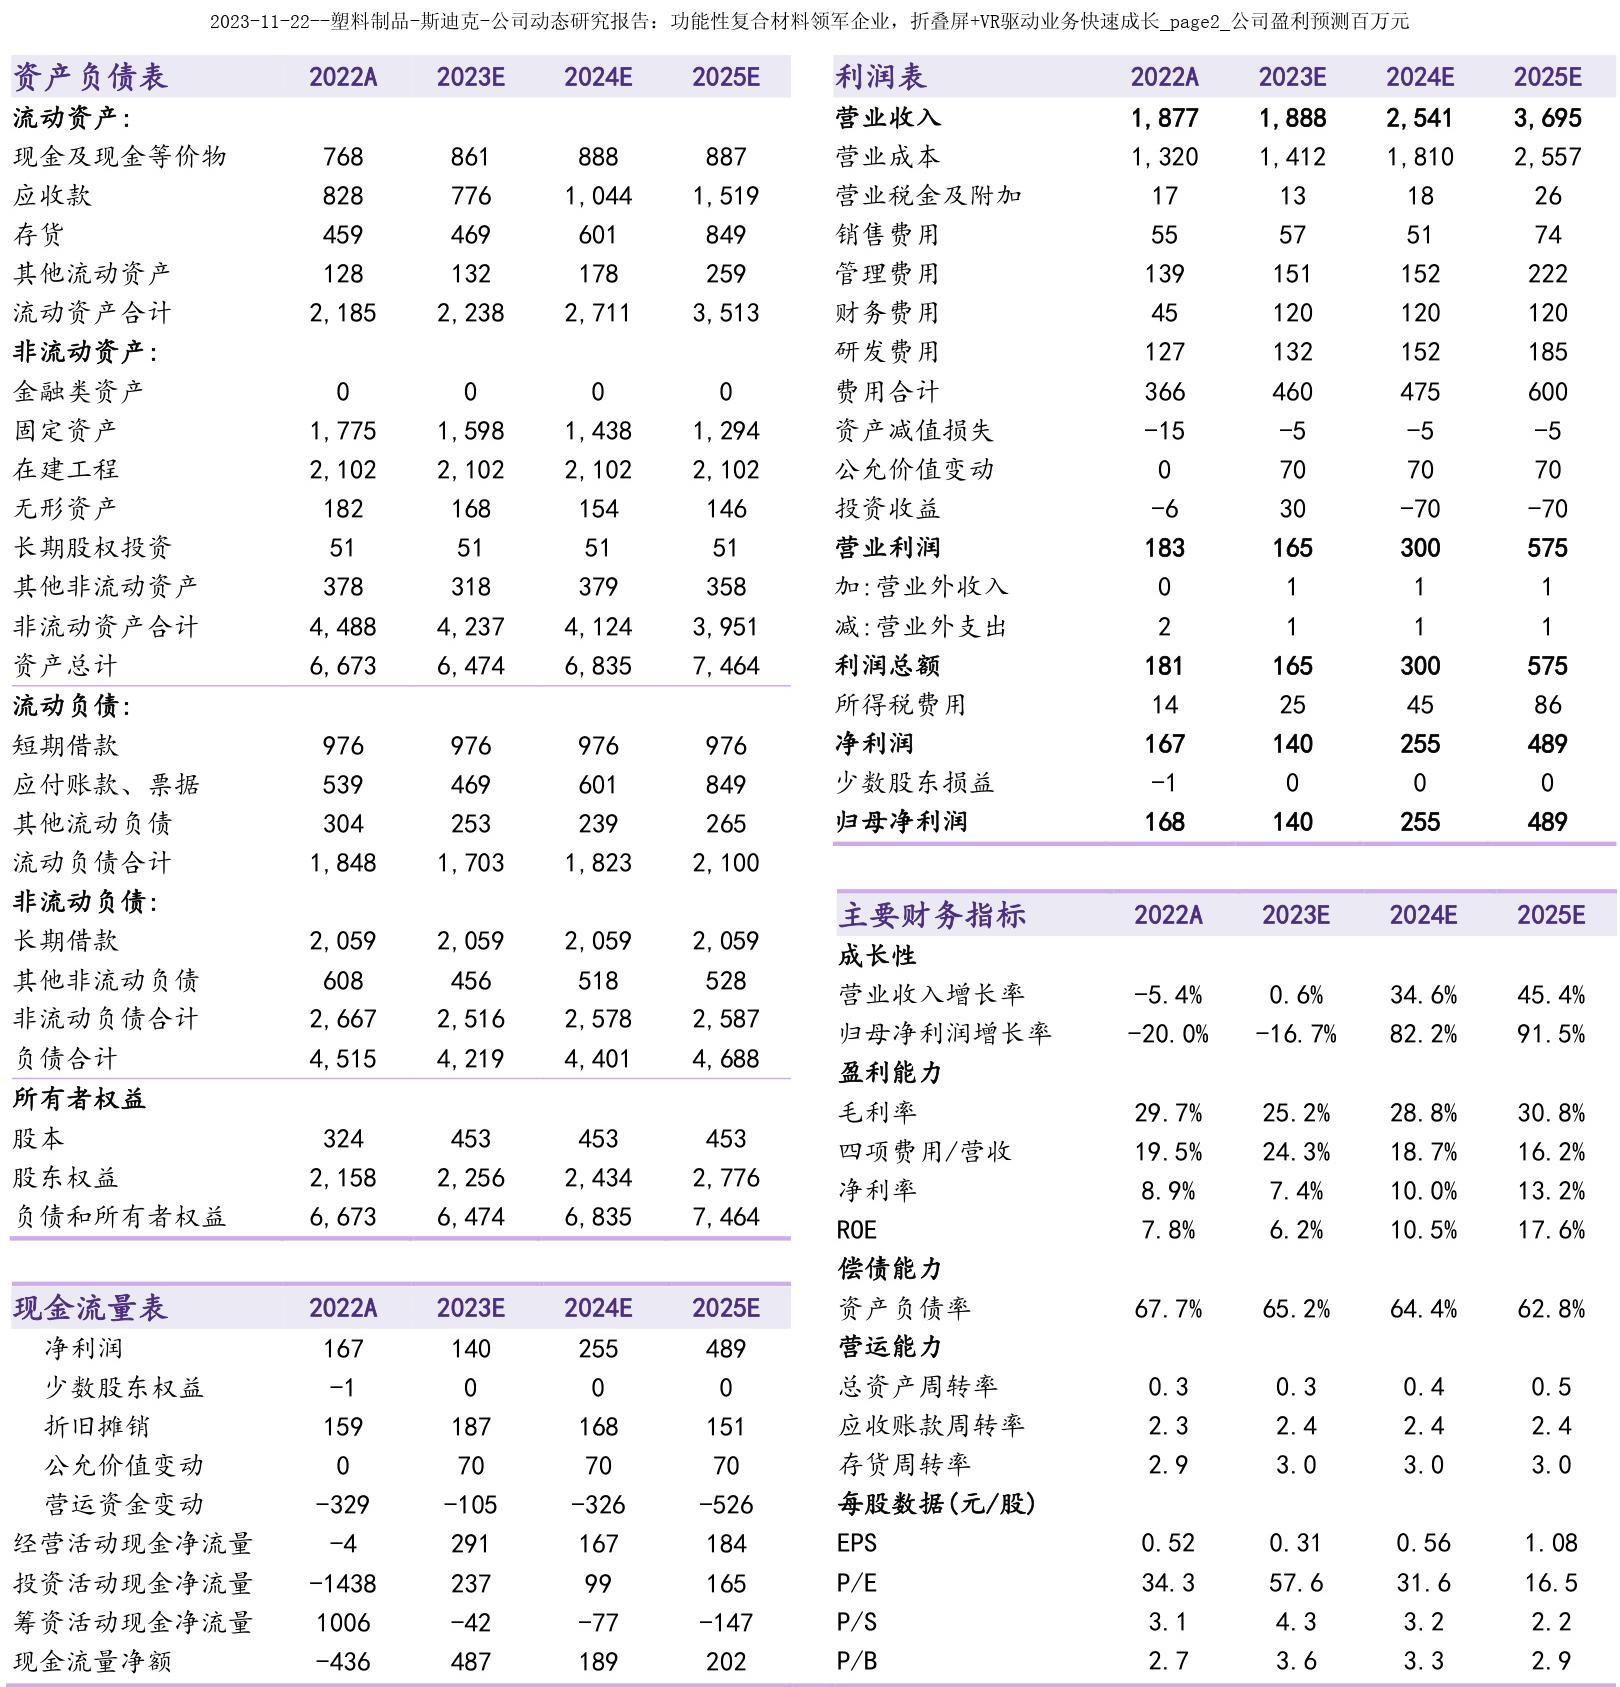 2023-11-22--塑料制品-斯迪克-公司动态研究报告：功能性复合材料领军企业，折叠屏+VR驱动业务快速成长_page2_公司盈利预测百万元
资产负债表 2022A 2023E 2024E 2025E
流动资产:
现金及现金等价物 768 861 888 887
应收款 828 776 1,044 1,519
存货 459 469 601 849
其他流动资产 128 132 178 259
流动资产合计 2,185 2,238 2,711 3,513
非流动资产:
金融类资产 0 0 0 0
固定资产 1,775 1,598 1,438 1,294
在建工程 2,102 2,102 2,102 2,102
无形资产 182 168 154 146
长期股权投资 51 51 51 51
其他非流动资产 378 318 379 358
非流动资产合计 4,488 4,237 4,124 3,951
资产总计 6,673 6,474 6,835 7,464
流动负债:
短期借款 976 976 976 976
应付账款、票据 539 469 601 849
其他流动负债 304 253 239 265
流动负债合计 1,848 1,703 1,823 2,100
非流动负债:
长期借款 2,059 2,059 2,059 2,059
其他非流动负债 608 456 518 528
非流动负债合计 2,667 2,516 2,578 2,587
负债合计 4,515 4,219 4,401 4,688
所有者权益
股本 324 453 453 453
股东权益 2,158 2,256 2,434 2,776
负债和所有者权益 6,673 6,474 6,835 7,464
现金流量表 2022A 2023E 2024E 2025E
净利润 167 140 255 489
少数股东权益 -1 0 0 0
折旧摊销 159 187 168 151
公允价值变动 0 70 70 70
营运资金变动 -329 -105 -326 -526
经营活动现金净流量 -4 291 167 184
投资活动现金净流量 -1438 237 99 165
筹资活动现金净流量 1006 -42 -77 -147
现金流量净额 -436 487 189 202
利润表 2022A 2023E 2024E 2025E
营业收入 1,877 1,888 2,541 3,695
营业成本 1,320 1,412 1,810 2,557
营业税金及附加 17 13 18 26
销售费用 55 57 51 74
管理费用 139 151 152 222
财务费用 45 120 120 120
研发费用 127 132 152 185
费用合计 366 460 475 600
资产减值损失 -15 -5 -5 -5
公允价值变动 0 70 70 70
投资收益 -6 30 -70 -70
营业利润 183 165 300 575
加:营业外收入 0 1 1 1
减:营业外支出 2 1 1 1
利润总额 181 165 300 575
所得税费用 14 25 45 86
净利润 167 140 255 489
少数股东损益 -1 0 0 0
归母净利润 168 140 255 489
主要财务指标 2022A 2023E 2024E 2025E
成长性
营业收入增长率 -5.4% 0.6% 34.6% 45.4%
归母净利润增长率 -20.0% -16.7% 82.2% 91.5%
盈利能力
毛利率 29.7% 25.2% 28.8% 30.8%
四项费用/营收 19.5% 24.3% 18.7% 16.2%
净利率 8.9% 7.4% 10.0% 13.2%
ROE 7.8% 6.2% 10.5% 17.6%
偿债能力
资产负债率 67.7% 65.2% 64.4% 62.8%
营运能力
总资产周转率 0.3 0.3 0.4 0.5
应收账款周转率 2.3 2.4 2.4 2.4
存货周转率 2.9 3.0 3.0 3.0
每股数据(元/股)
EPS 0.52 0.31 0.56 1.08
P/E 34.3 57.6 31.6 16.5
P/S 3.1 4.3 3.2 2.2
P/B 2.7 3.6 3.3 2.9